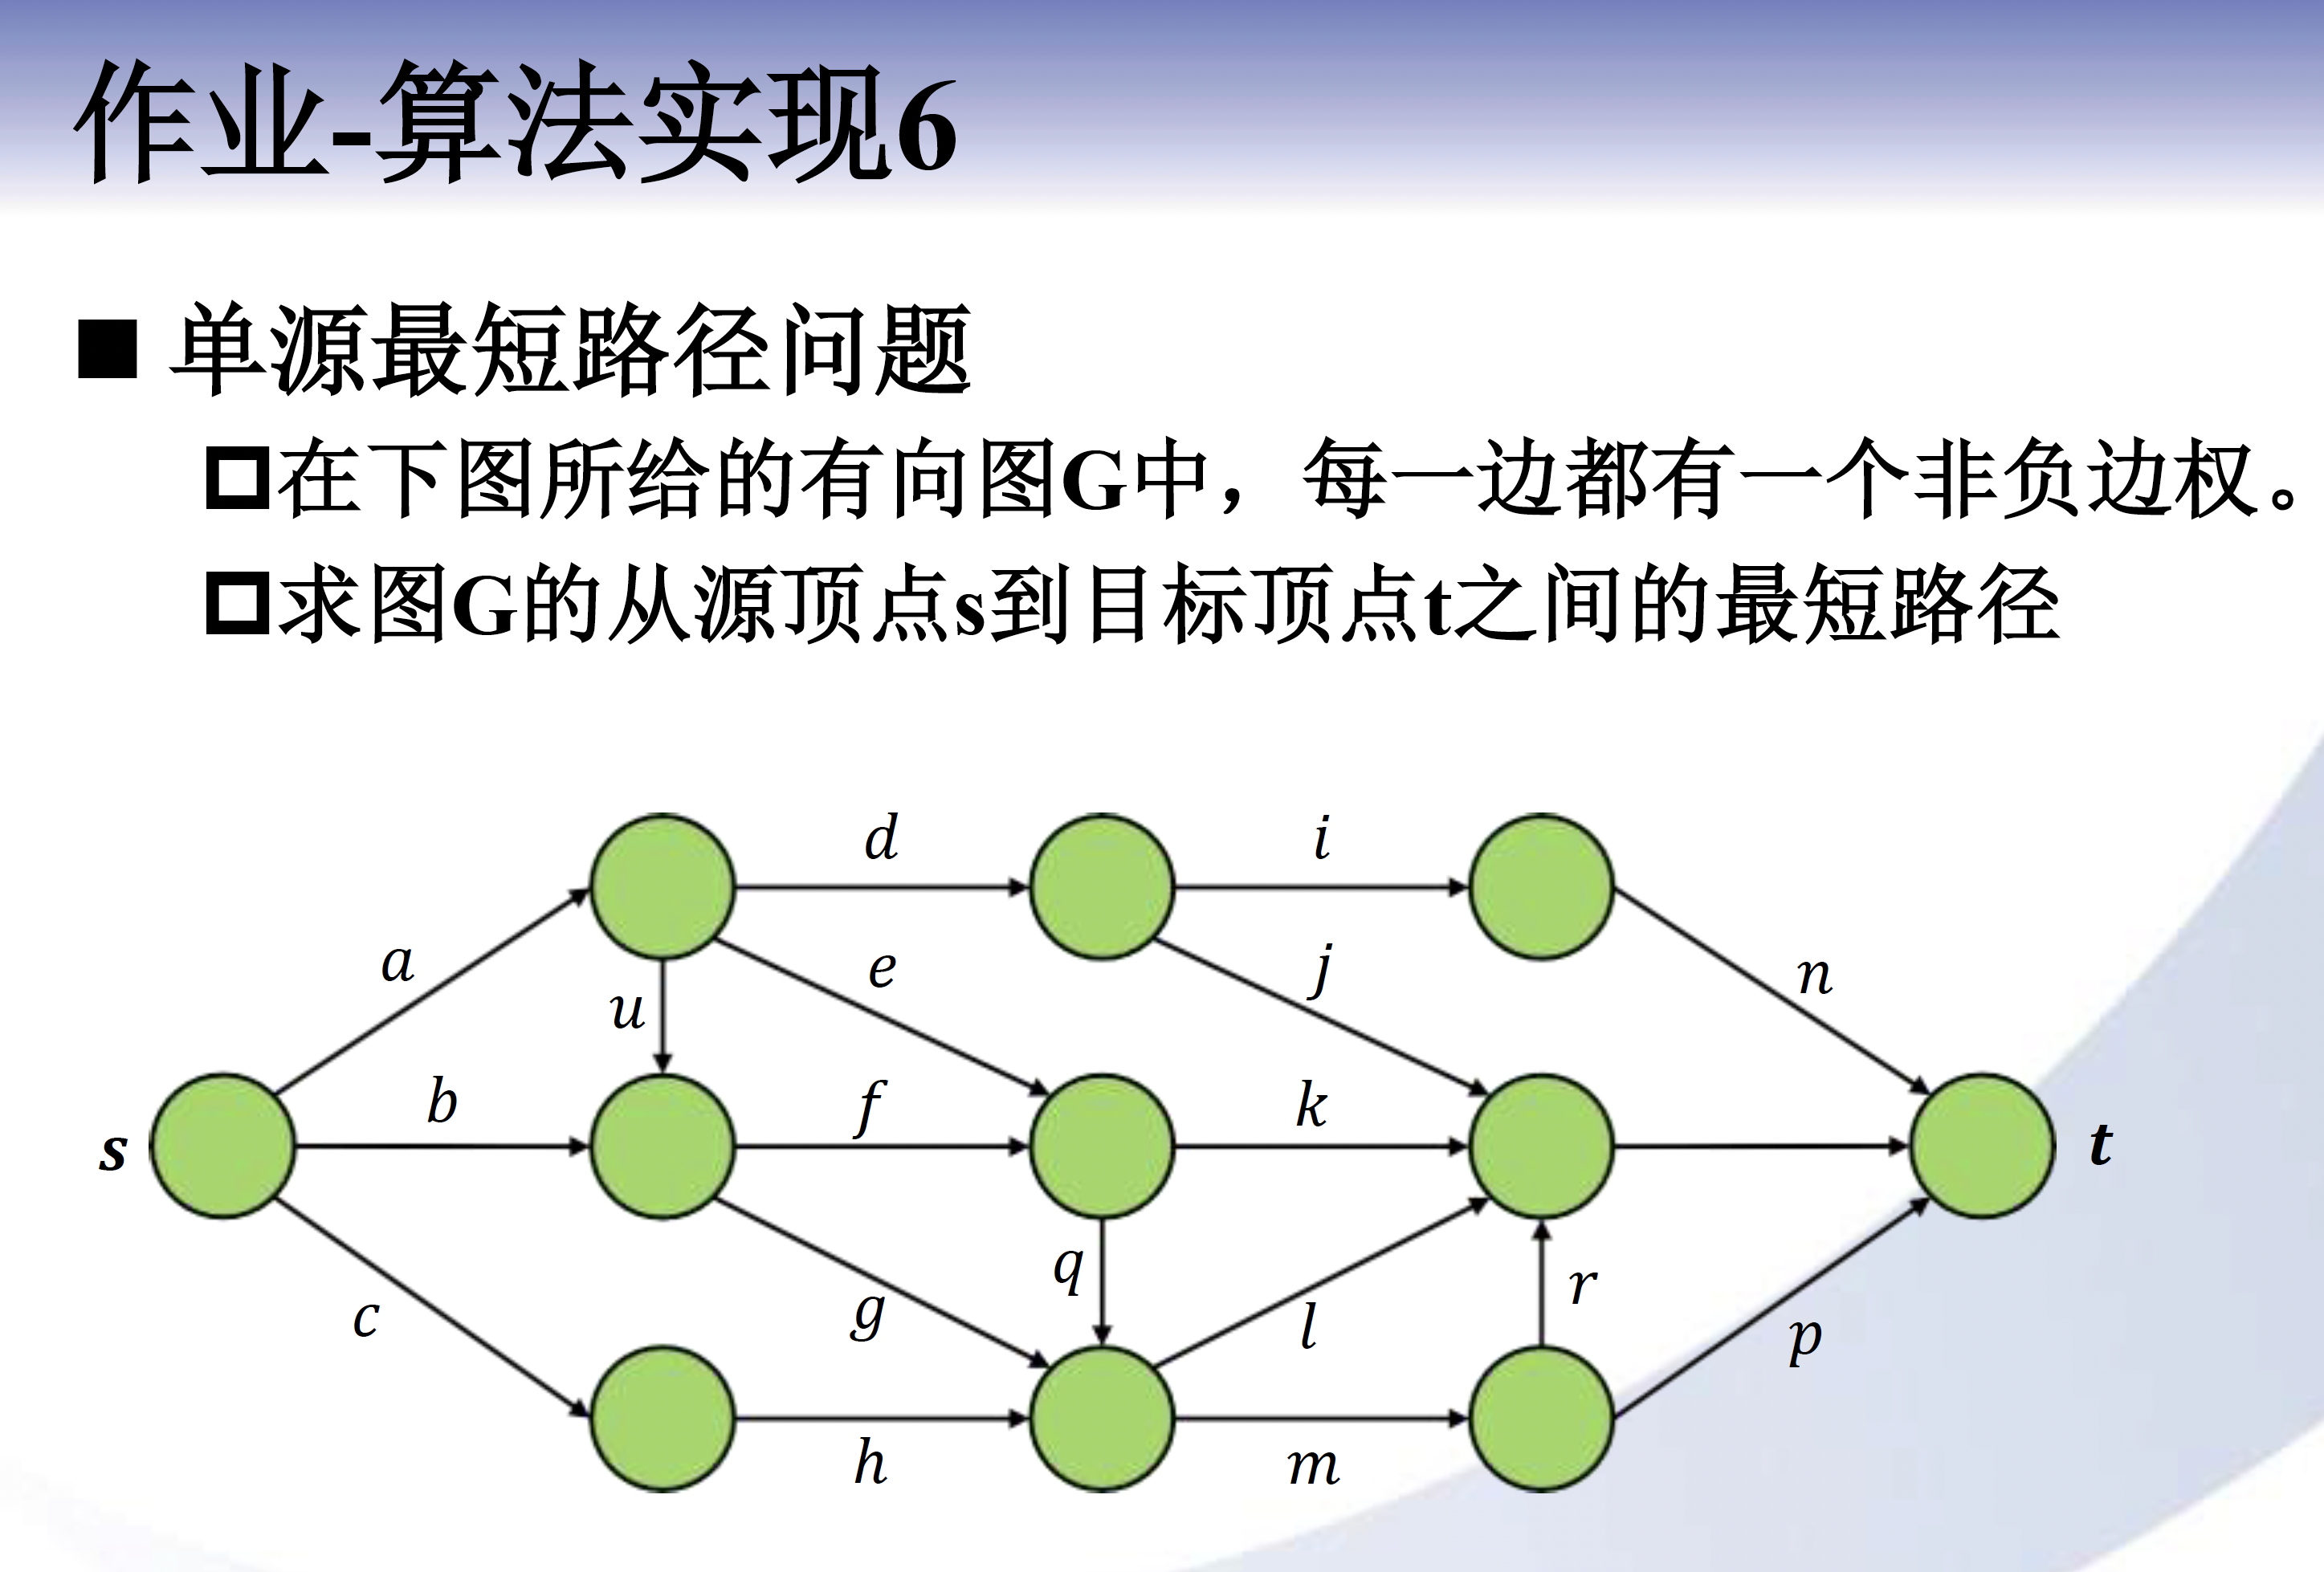 作业-算法实现6
单源最短路径问题
在下图所给的有向图G中，每一边都有一个非负边权。
求图G的从源顶点s到目标顶点t之间的最短路径
d
i
a
e
j
n
u
b
f
k
s
t
q
c
g
l
r
p
h
m